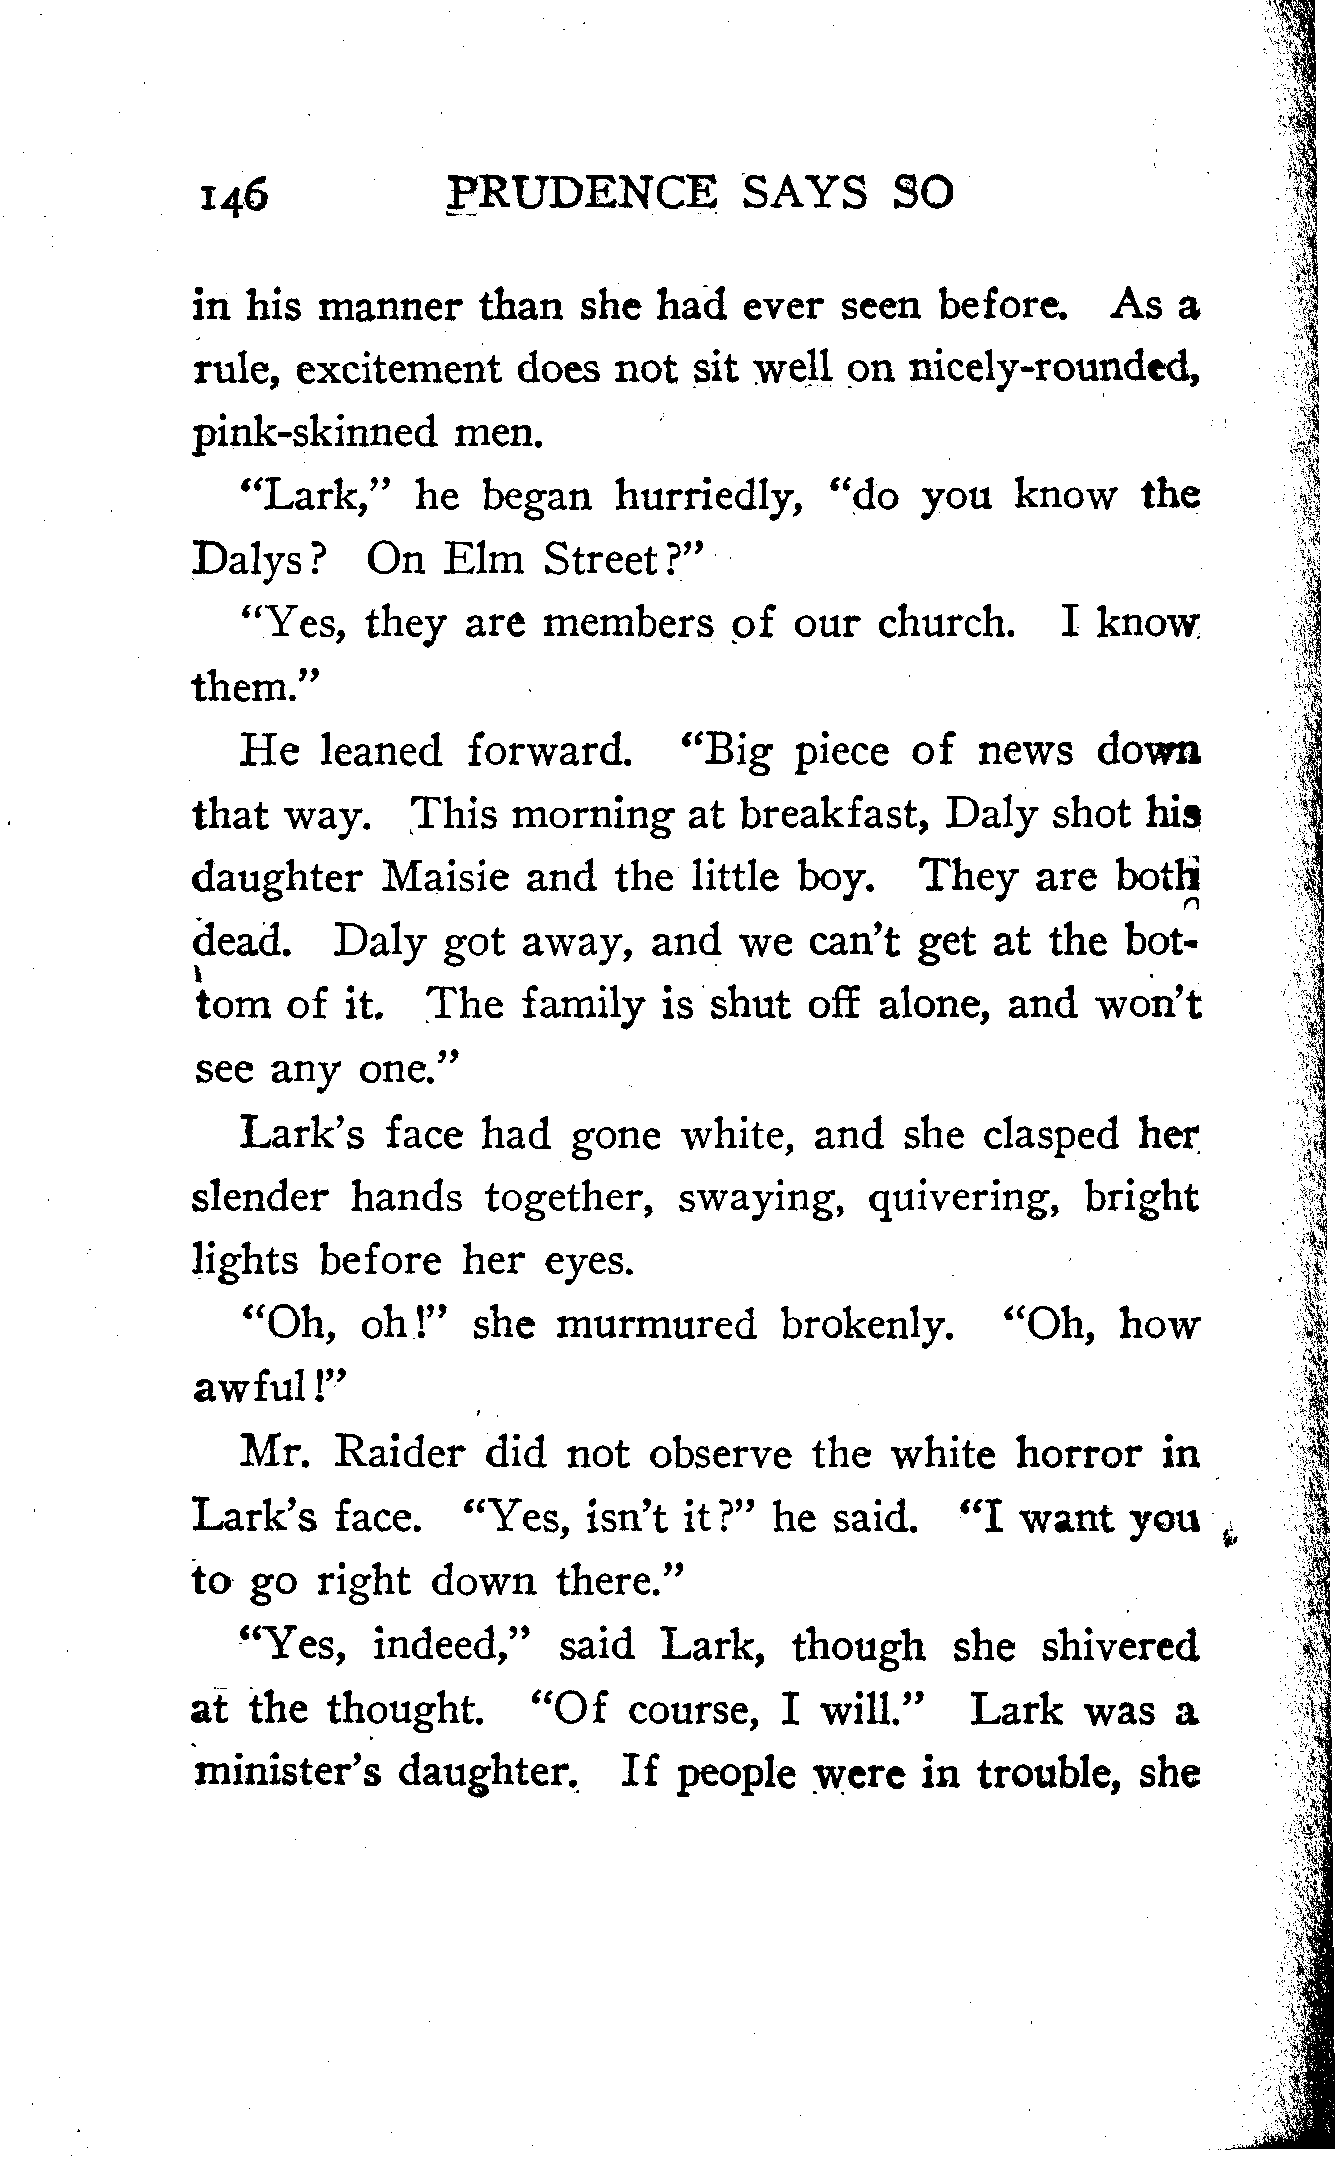 146 PRUDENCE SAYS SO
in his manner than she had ever seen before. As a
rule, excitement does not sit well on nicely-rounded,
pink-skinned men.
“Lark,” he began hurriedly, “do you know the
Dalys? On Elm Street?”
“Yes, they are members of our church. I know
them.”
He leaned forward. “Big piece of news down
that way. This morning at breakfast, Daly shot his
daughter Maisie and the little boy. They are both
dead. Daly got away, and we can’t get at the bot-
tom of it. The family is shut off alone, and won’t
see any one.”
Lark’s face had gone white, and she clasped her
slender hands together, swaying, quivering, bright
lights before her eyes.
“Oh, oh!” she murmured brokenly. “Oh, how
awful!”
Mr. Raider did not observe the white horror in
Lark’s face. “Yes, isn’t it?” he said. “I want you
to go right down there.”
“Yes, indeed,” said Lark, though she shivered
at the thought. “Of course, I will.” Lark was a
minister’s daughter. If people were in trouble, she